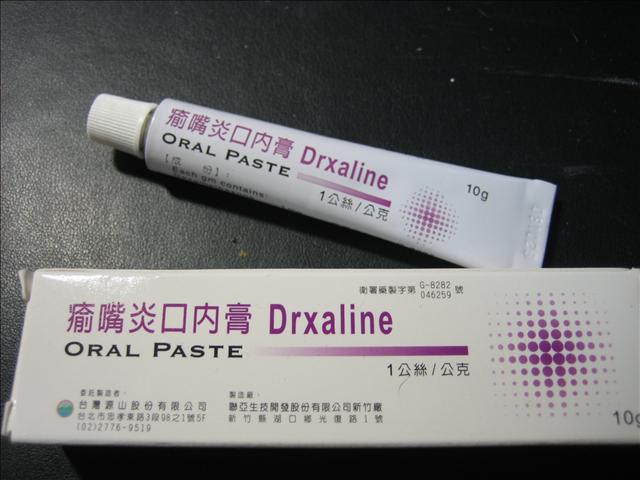 瘉嘴炎口內膏 Drxaline
ORAL PASTE
【成 份】:
Each gm contains:
1公絲/公克
10g
衛署藥製字第 G-8282 046259 號
瘉嘴炎口內膏 Drxaline
ORAL PASTE
1公絲/公克
委託製造者:
台灣源山股份有限公司
台北市忠孝東路3段98之1號5F
(02)2776-9519
製造廠:
聯亞生技開發股份有限公司新竹廠
新竹縣湖口鄉光復路1號
10g